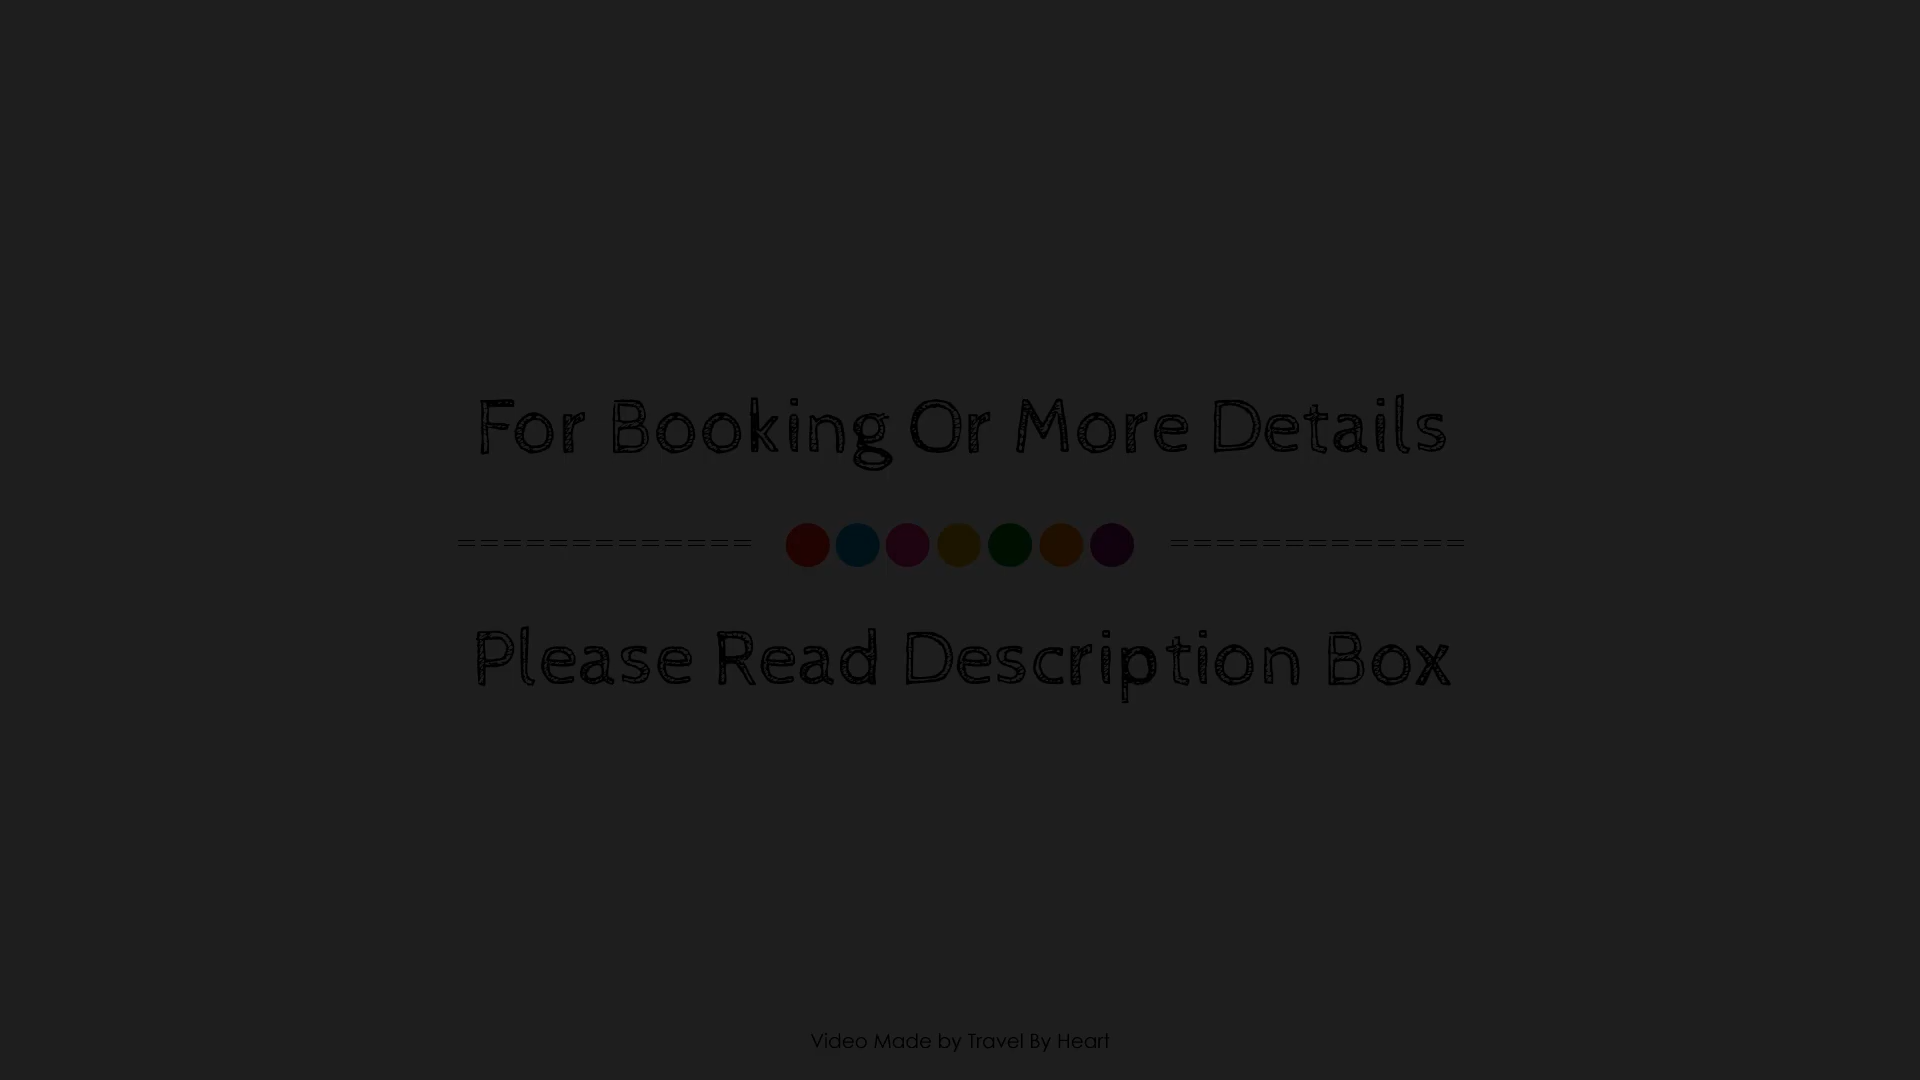 For Booking Or More Details
============= =============
Please Read Description Box
Video Made by Travel By Heart